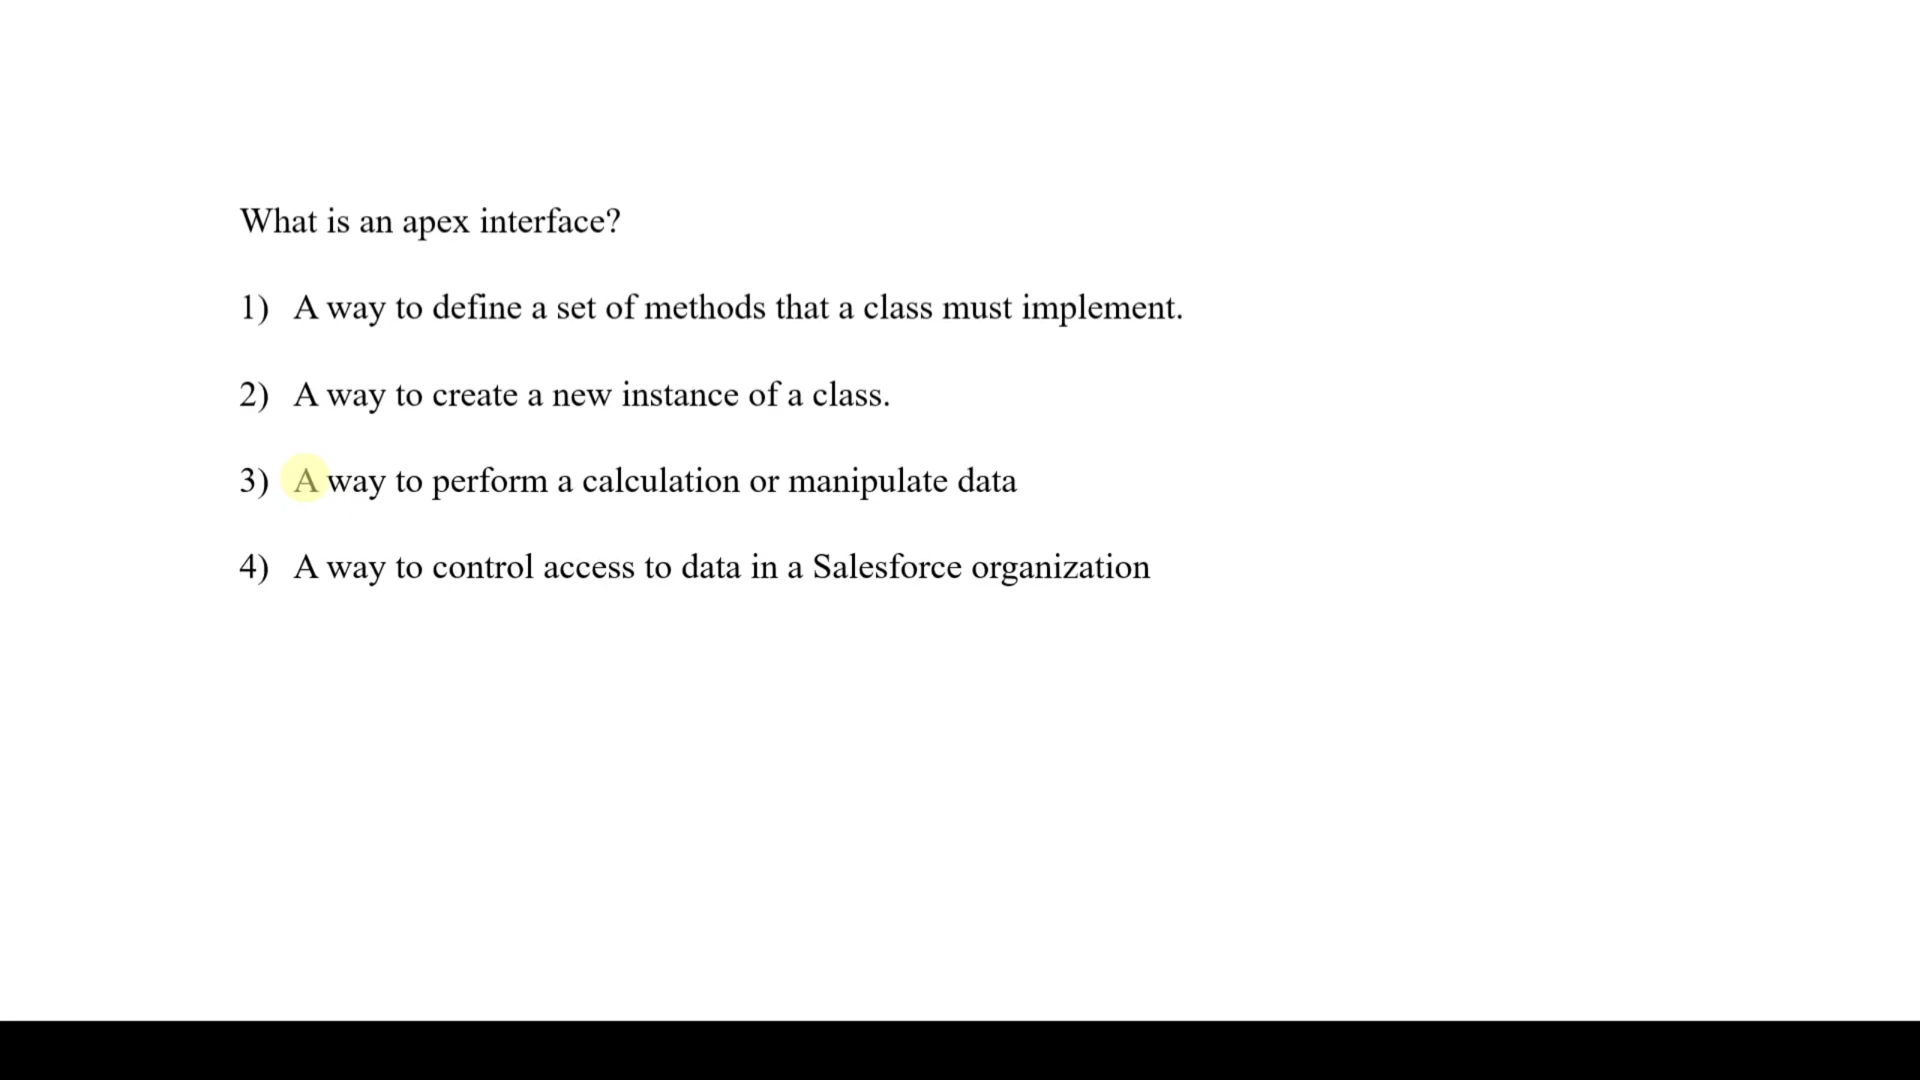 What is an apex interface?
1) A way to define a set of methods that a class must implement.
2) A way to create a new instance of a class.
3) A way to perform a calculation or manipulate data
4) A way to control access to data in a Salesforce organization